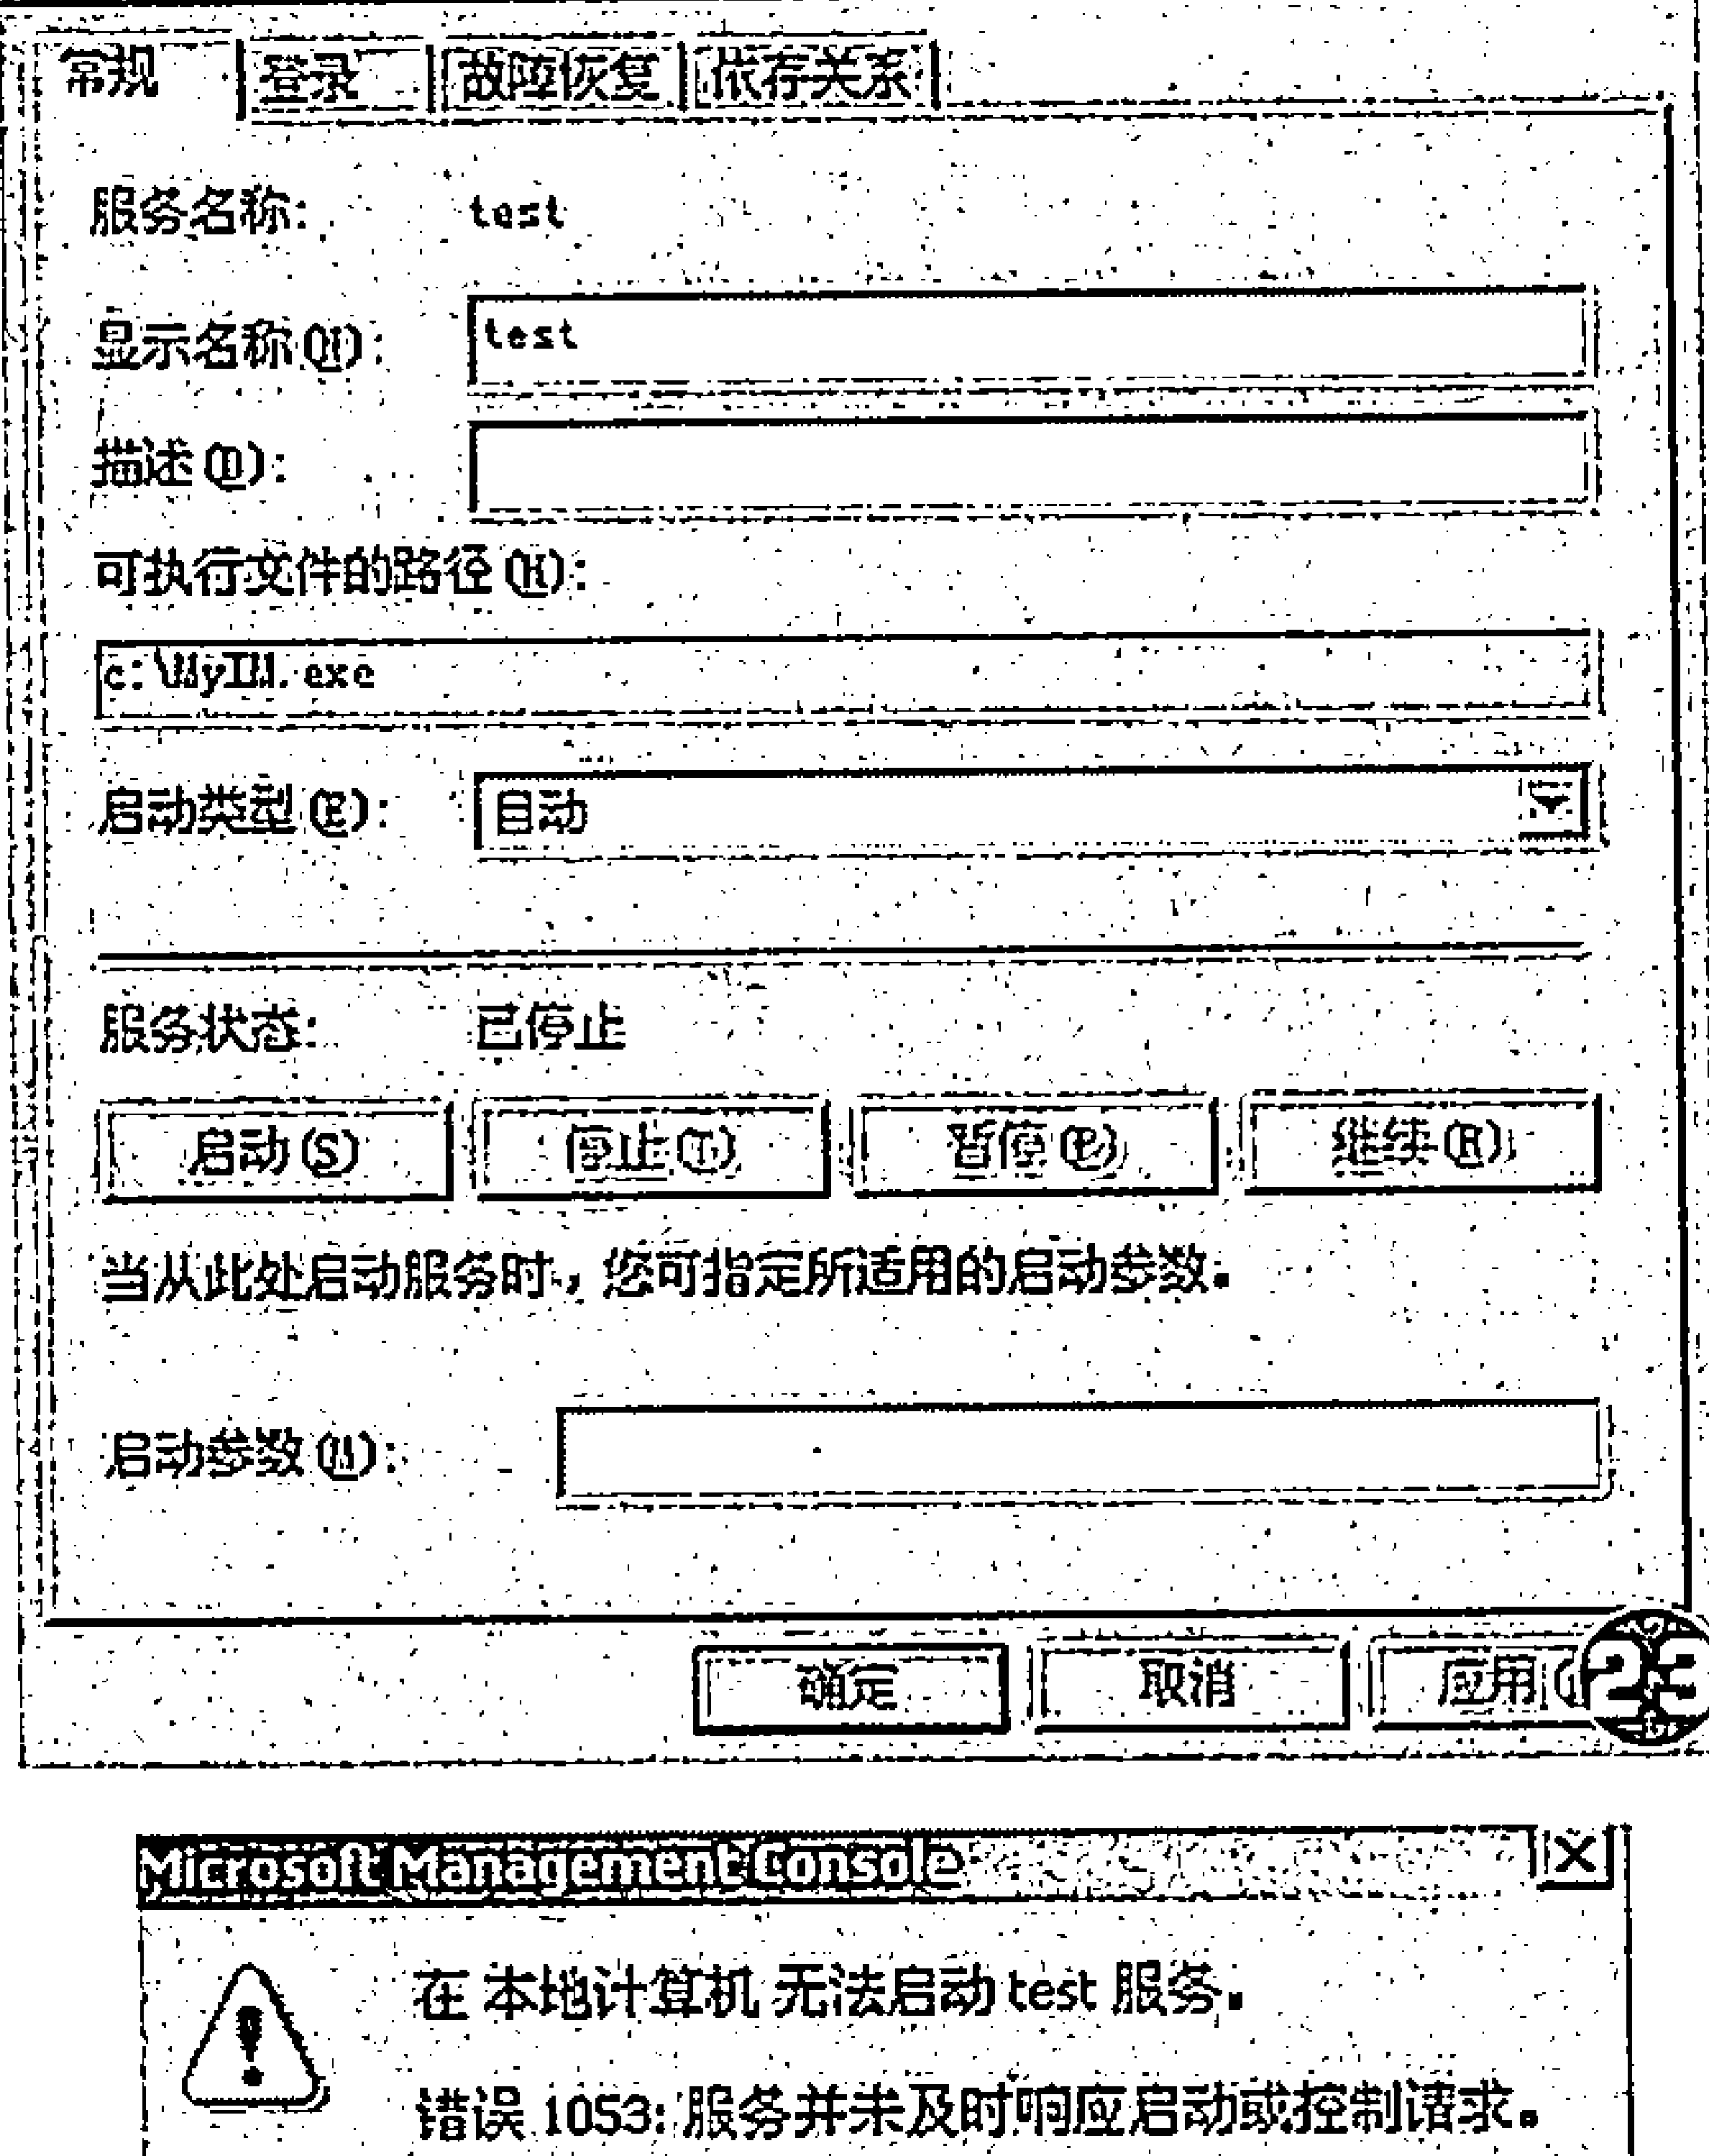 常规 登录 故障恢复 依存关系
服务名称: test
显示名称(N): test
描述(D):
可执行文件的路径(H):
c:\MyIM.exe
启动类型(E): 自动
服务状态: 已停止
启动(S) 停止(T) 暂停(P) 继续(R)
当从此处启动服务时，您可指定所适用的启动参数。
启动参数(M):
确定 取消 应用(
23
Microsoft Management Console
在 本地计算机 无法启动 test 服务。
错误 1053: 服务并未及时响应启动或控制请求。